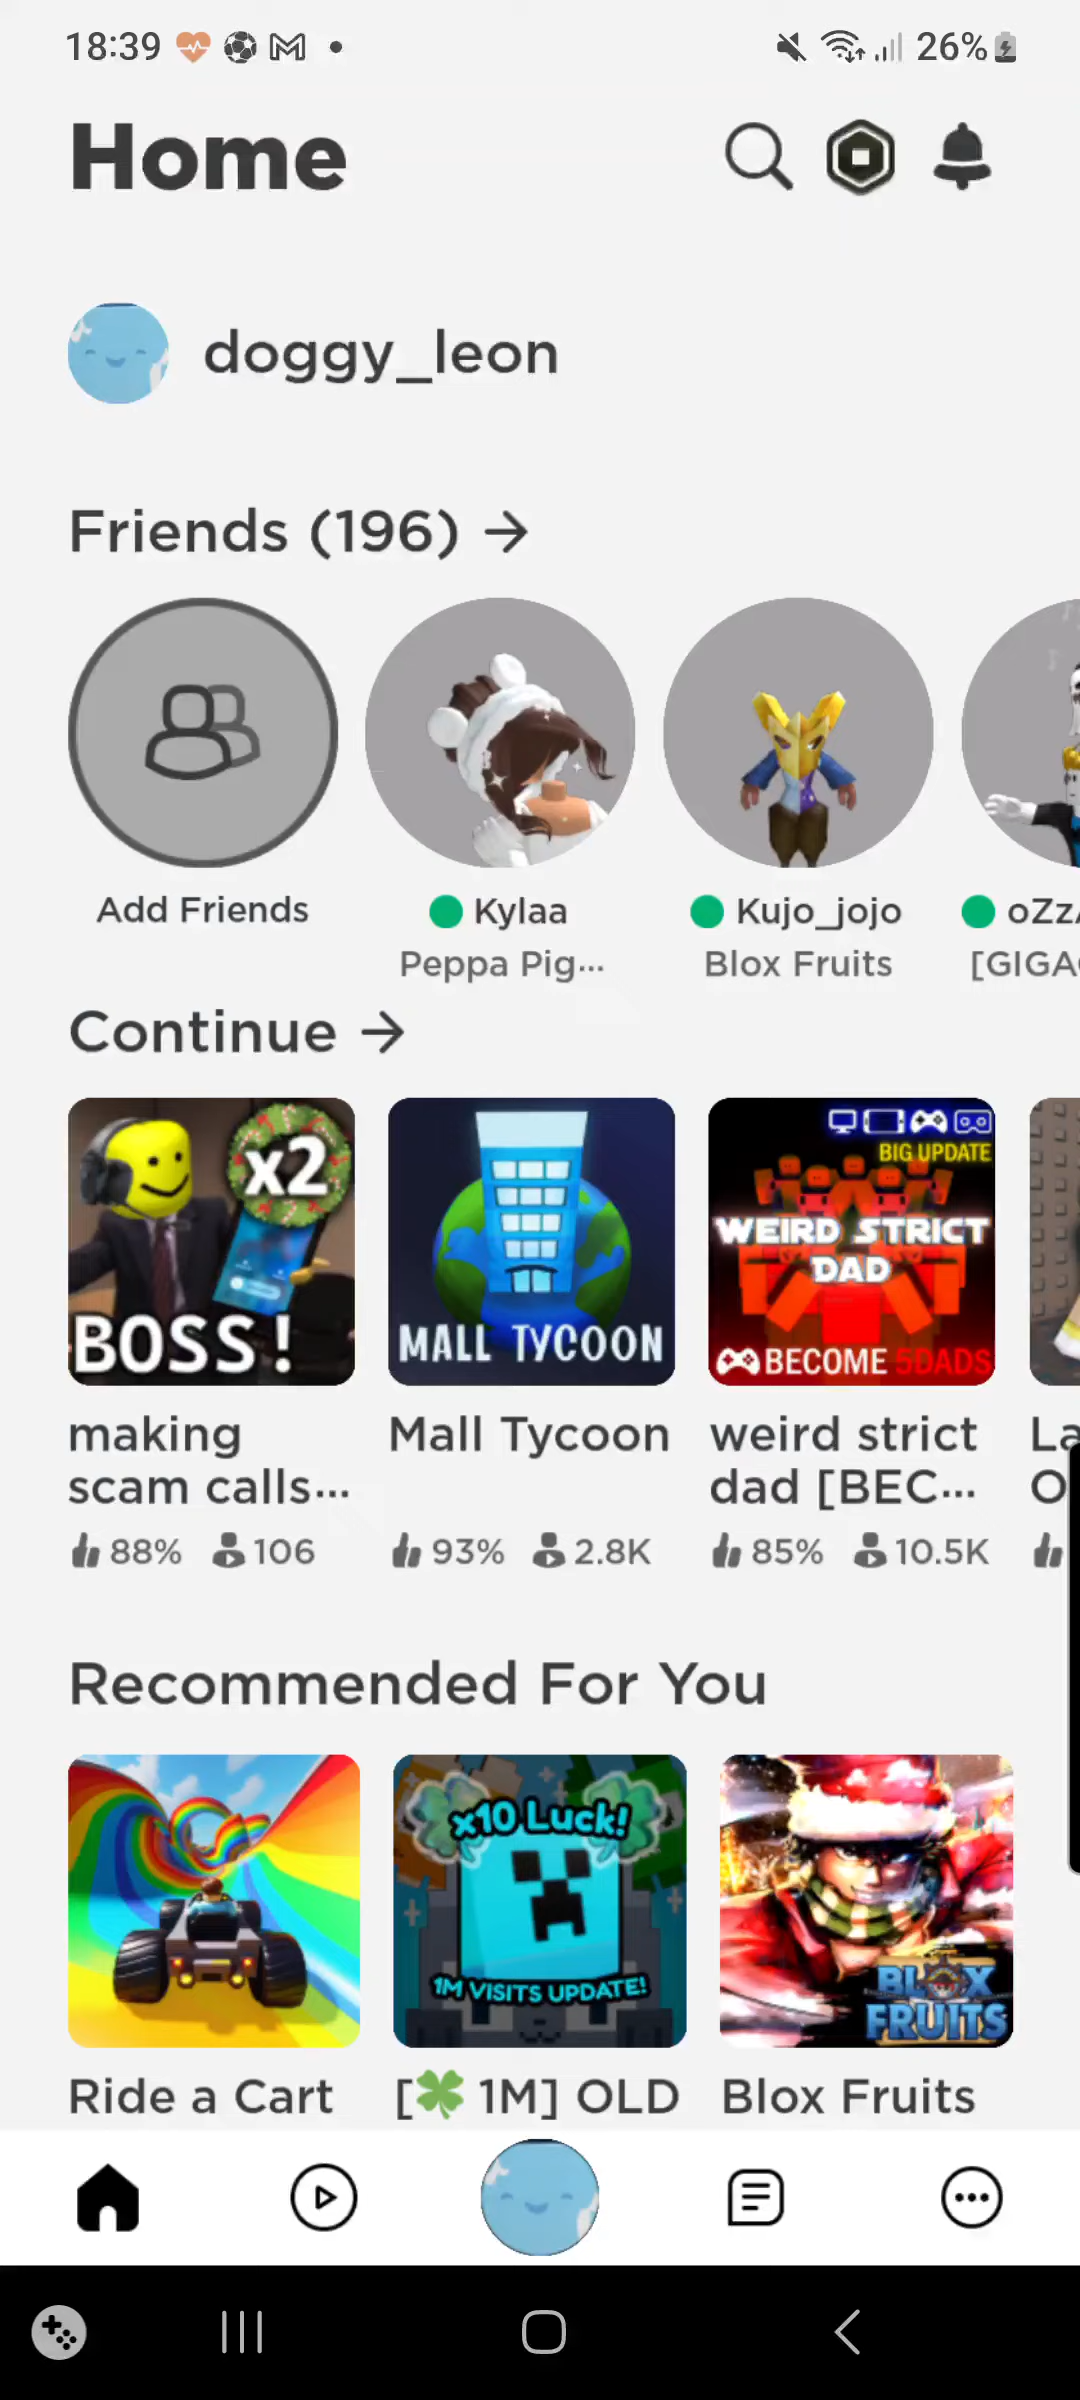 18:39
26%
Home
doggy_leon
Friends (196)
Add Friends
Kylaa
Kujo_jojo
Peppa Pig...
Blox Fruits
Continue
x2
BOSS!
MALL TYCOON
BIG UPDATE
WEIRD STRICT
DAD
BECOME 5DADS
making
scam calls...
Mall Tycoon
weird strict
dad [BEC...
88%
106
93%
2.8K
85%
10.5K
Recommended For You
x10 Luck!
1M VISITS UPDATE!
BLOX
FRUITS
Ride a Cart
[🍀 1M] OLD
Blox Fruits